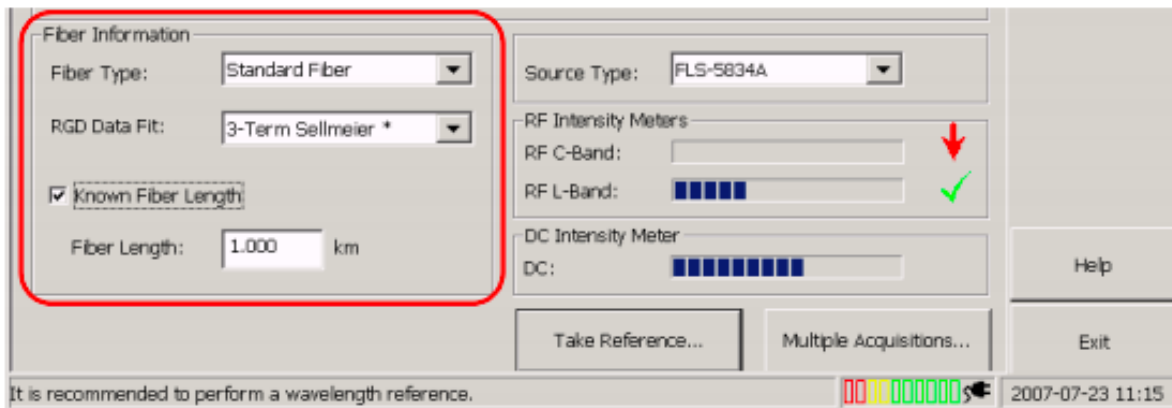 Fiber Information
Fiber Type: Standard Fiber
RGD Data Fit: 3-Term Sellmeier *
Known Fiber Length
Fiber Length: 1.000 km
Source Type: FLS-5834A
RF Intensity Meters
RF C-Band:
RF L-Band:
DC Intensity Meter
DC:
Take Reference...
Multiple Acquisitions...
Help
Exit
It is recommended to perform a wavelength reference.
2007-07-23 11:15